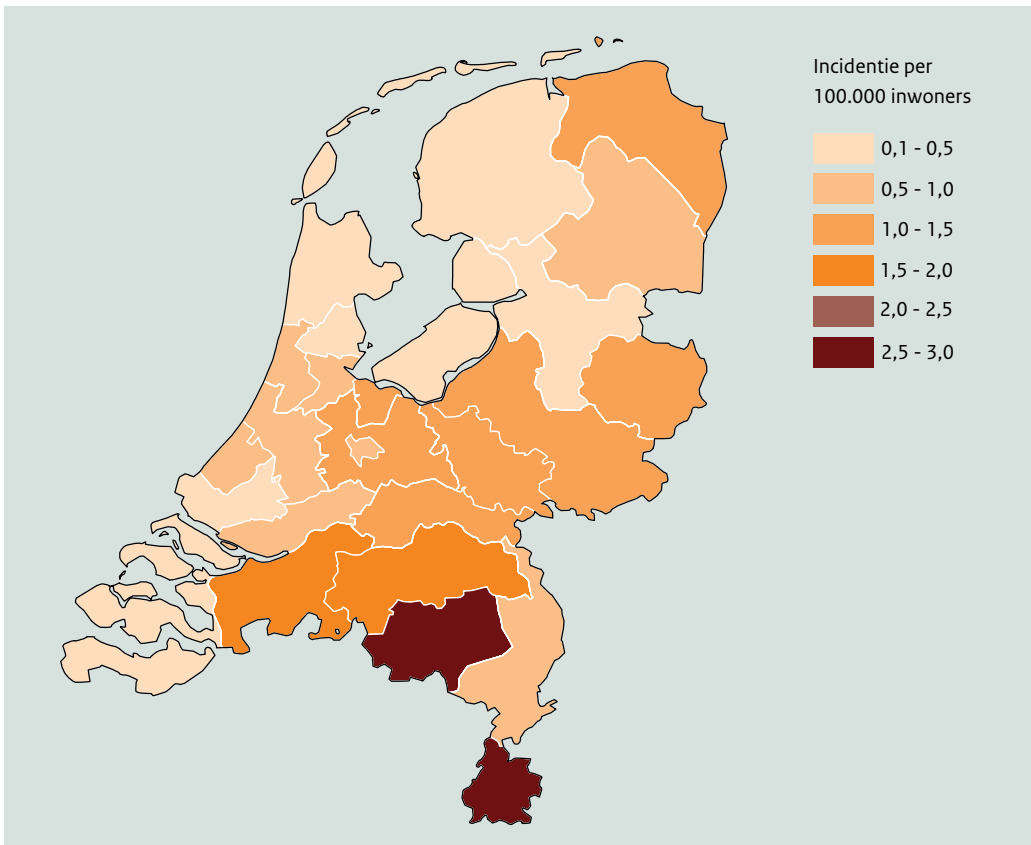 Incidentie per
100.000 inwoners
0,1 - 0,5
0,5 - 1,0
1,0 - 1,5
1,5 - 2,0
2,0 - 2,5
2,5 - 3,0